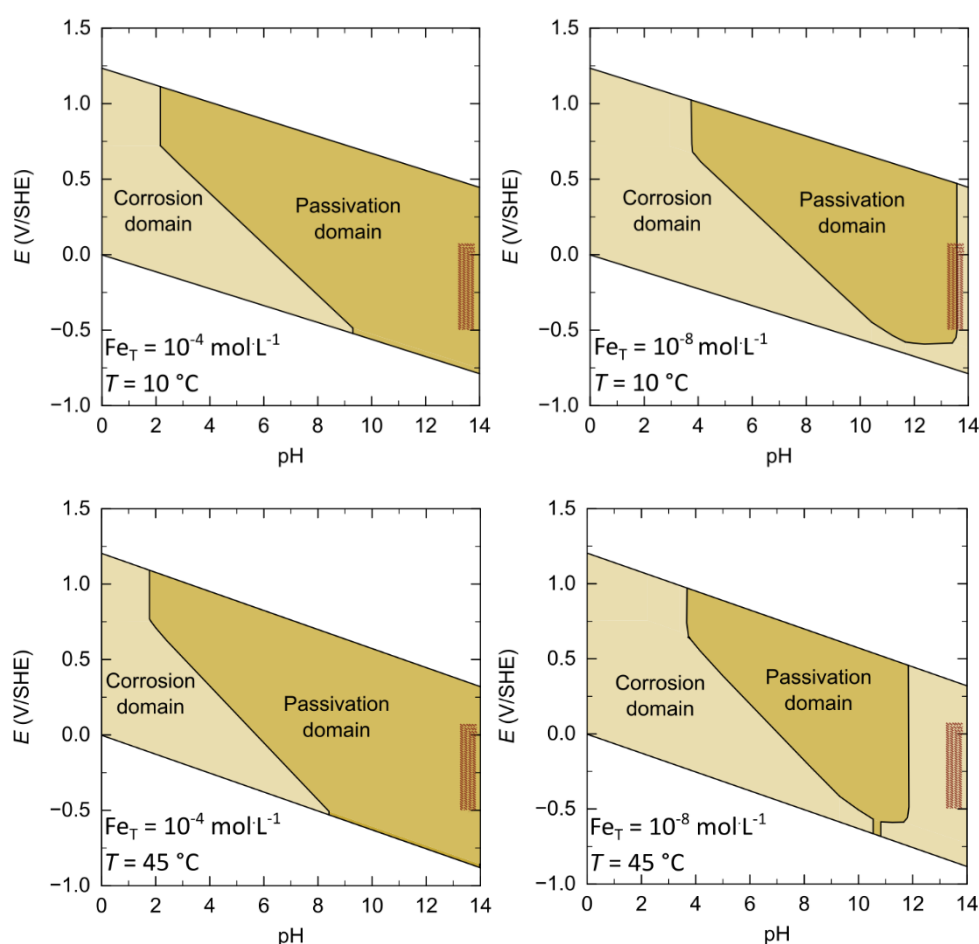 1.5
1.0
0.5
0.0
−0.5
−1.0
E (V/SHE)
Corrosion
domain
Passivation
domain
Fe_T = 10⁻⁴ mol·L⁻¹
T = 10 °C
0 2 4 6 8 10 12 14
pH
1.5
1.0
0.5
0.0
−0.5
−1.0
E (V/SHE)
Corrosion
domain
Passivation
domain
Fe_T = 10⁻⁸ mol·L⁻¹
T = 10 °C
0 2 4 6 8 10 12 14
pH
1.5
1.0
0.5
0.0
−0.5
−1.0
E (V/SHE)
Corrosion
domain
Passivation
domain
Fe_T = 10⁻⁴ mol·L⁻¹
T = 45 °C
0 2 4 6 8 10 12 14
pH
1.5
1.0
0.5
0.0
−0.5
−1.0
E (V/SHE)
Corrosion
domain
Passivation
domain
Fe_T = 10⁻⁸ mol·L⁻¹
T = 45 °C
0 2 4 6 8 10 12 14
pH